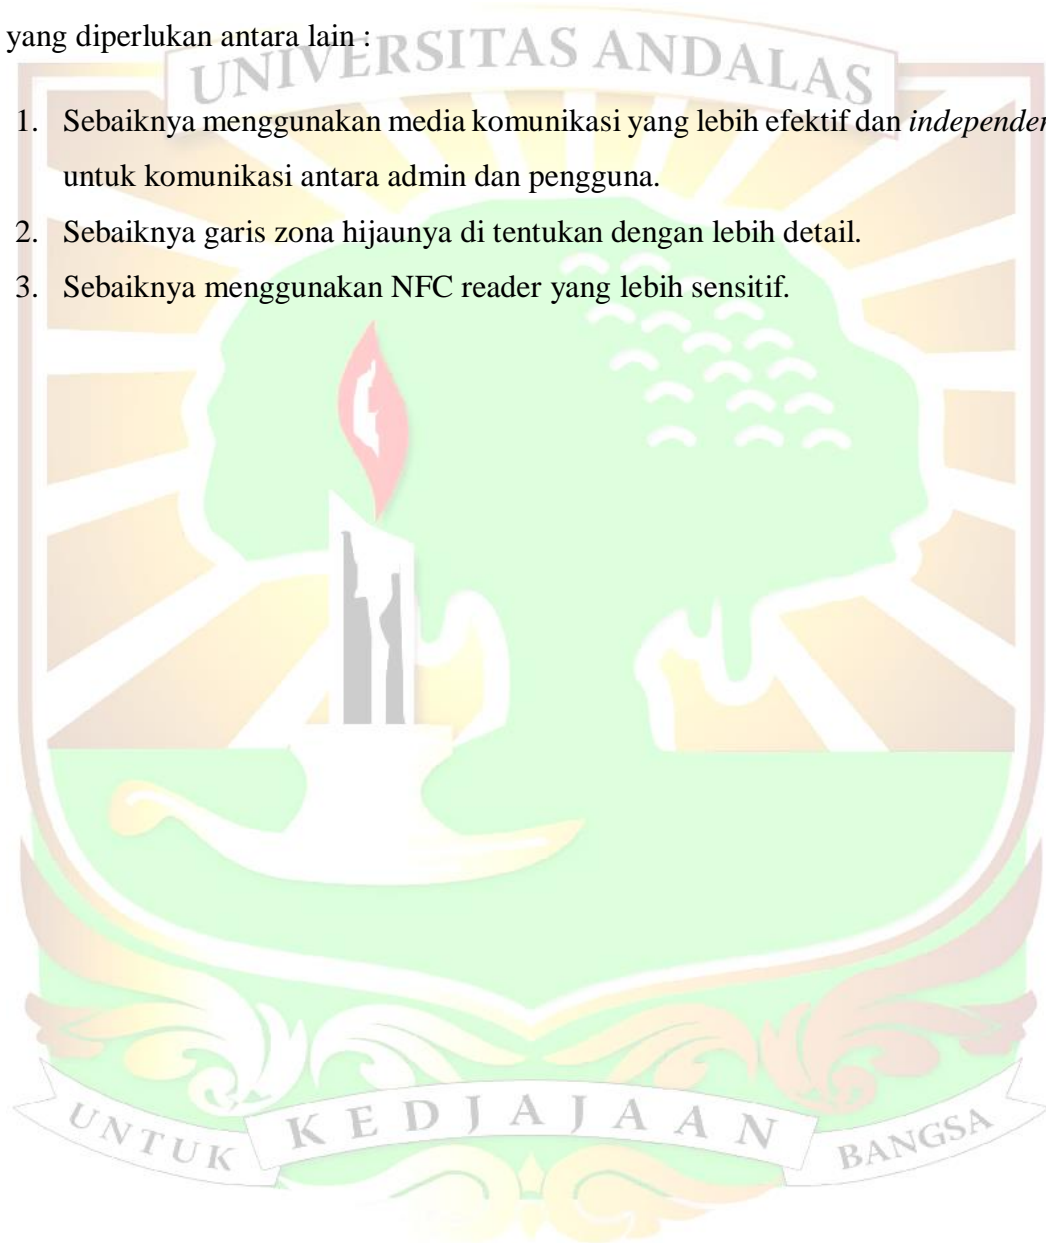 yang diperlukan antara lain :
UNIVERSITAS ANDALAS
1. Sebaiknya menggunakan media komunikasi yang lebih efektif dan
untuk komunikasi antara admin dan pengguna.
2. Sebaiknya garis zona hijaunya di tentukan dengan lebih detail.
3. Sebaiknya menggunakan NFC reader yang lebih sensitif.
UNTUK KEDJAJAAN BANGSA